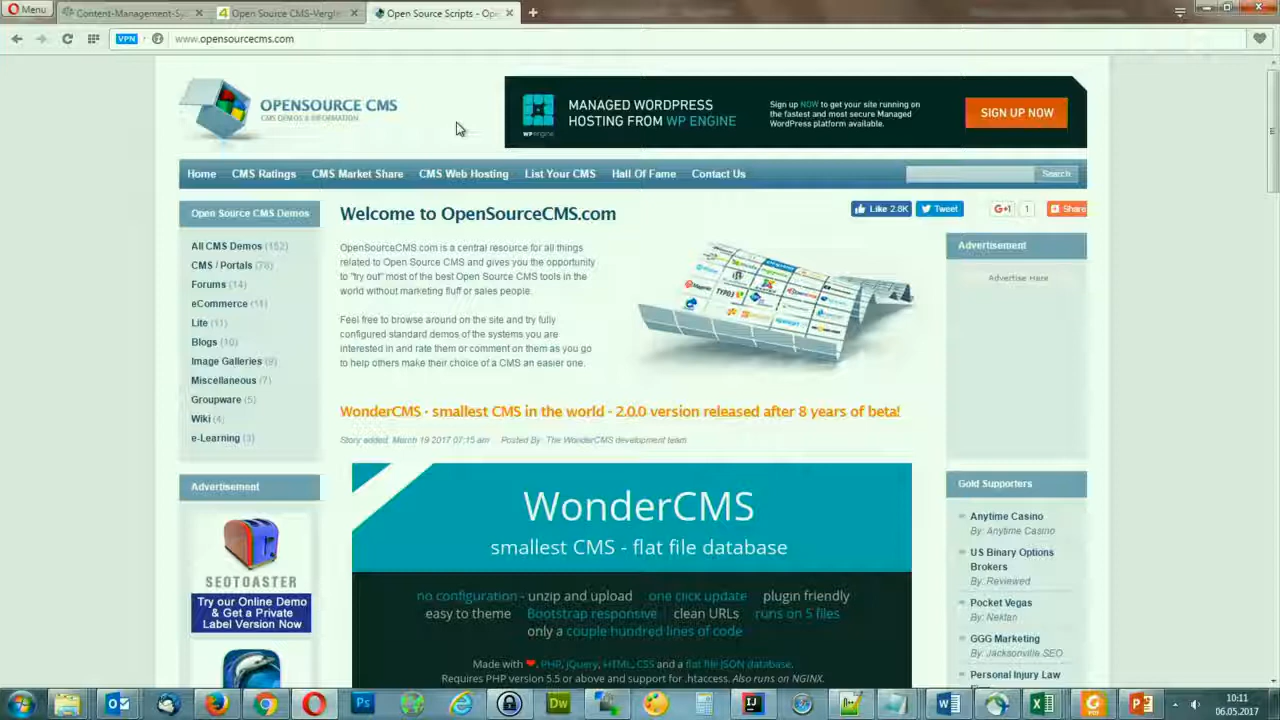 Menu
Content-Management-Sy
Open Source CMS-Vergle
Open Source Scripts - Ope
VPN
www.opensourcecms.com
OPENSOURCE CMS
CMS DEMOS & INFORMATION
wpengine
MANAGED WORDPRESS
HOSTING FROM WP ENGINE
Sign up NOW to get your site running on
the fastest and most secure Managed
WordPress platform available.
SIGN UP NOW
Home CMS Ratings CMS Market Share CMS Web Hosting List Your CMS Hall Of Fame Contact Us
Search
Open Source CMS Demos
All CMS Demos (152)
CMS / Portals (78)
Forums (14)
eCommerce (11)
Lite (11)
Blogs (10)
Image Galleries (9)
Miscellaneous (7)
Groupware (5)
Wiki (4)
e-Learning (3)
Advertisement
SEOTOASTER
Try our Online Demo
& Get a Private
Label Version Now
Welcome to OpenSourceCMS.com
Like 2.8K
Tweet
G+1
1
Share
OpenSourceCMS.com is a central resource for all things
related to Open Source CMS and gives you the opportunity
to "try out" most of the best Open Source CMS tools in the
world without marketing fluff or sales people.
Feel free to browse around on the site and try fully
configured standard demos of the systems you are
interested in and rate them or comment on them as you go
to help others make their choice of a CMS an easier one.
TYPO3
WonderCMS - smallest CMS in the world - 2.0.0 version released after 8 years of beta!
Story added, March 19 2017 07:15 am Posted By: The WonderCMS development team
WonderCMS
smallest CMS - flat file database
no configuration - unzip and upload one click update plugin friendly
easy to theme Bootstrap responsive clean URLs runs on 5 files
only a couple hundred lines of code
Made with ❤, PHP, jQuery, HTML, CSS and a flat file JSON database.
Requires PHP version 5.5 or above and support for .htaccess. Also runs on NGINX.
Advertisement
Advertise Here
Gold Supporters
Anytime Casino
By: Anytime Casino
US Binary Options
Brokers
By: Reviewed
Pocket Vegas
By: Nektan
GGG Marketing
By: Jacksonville SEO
Personal Injury Law
Ps
Dw
IJ
10:11
06.05.2017